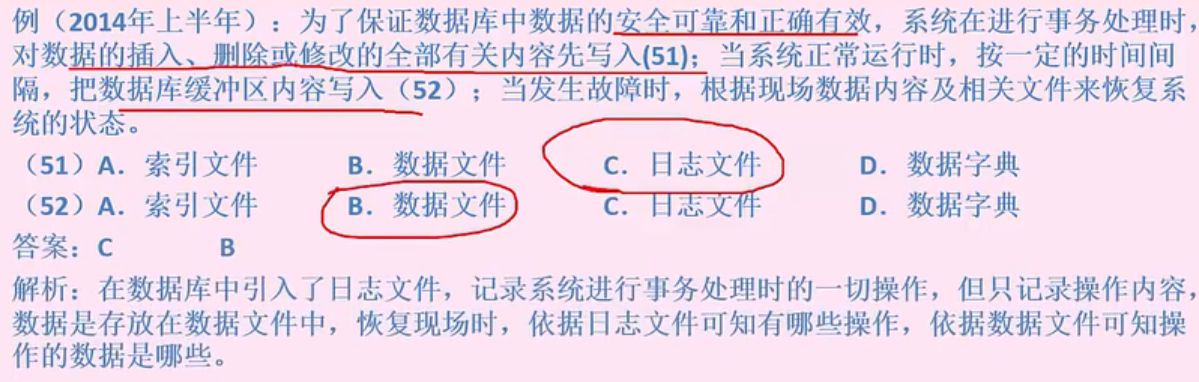 例（2014年上半年）：为了保证数据库中数据的安全可靠和正确有效，系统在进行事务处理时，
对数据的插入、删除或修改的全部有关内容先写入(51)；当系统正常运行时，按一定的时间间
隔，把数据库缓冲区内容写入（52）；当发生故障时，根据现场数据内容及相关文件来恢复系
统的状态。
（51）A. 索引文件 B. 数据文件 C. 日志文件 D. 数据字典
（52）A. 索引文件 B. 数据文件 C. 日志文件 D. 数据字典
答案：C B
解析：在数据库中引入了日志文件，记录系统进行事务处理时的一切操作，但只记录操作内容，
数据是存放在数据文件中，恢复现场时，依据日志文件可知有哪些操作，依据数据文件可知操
作的数据是哪些。